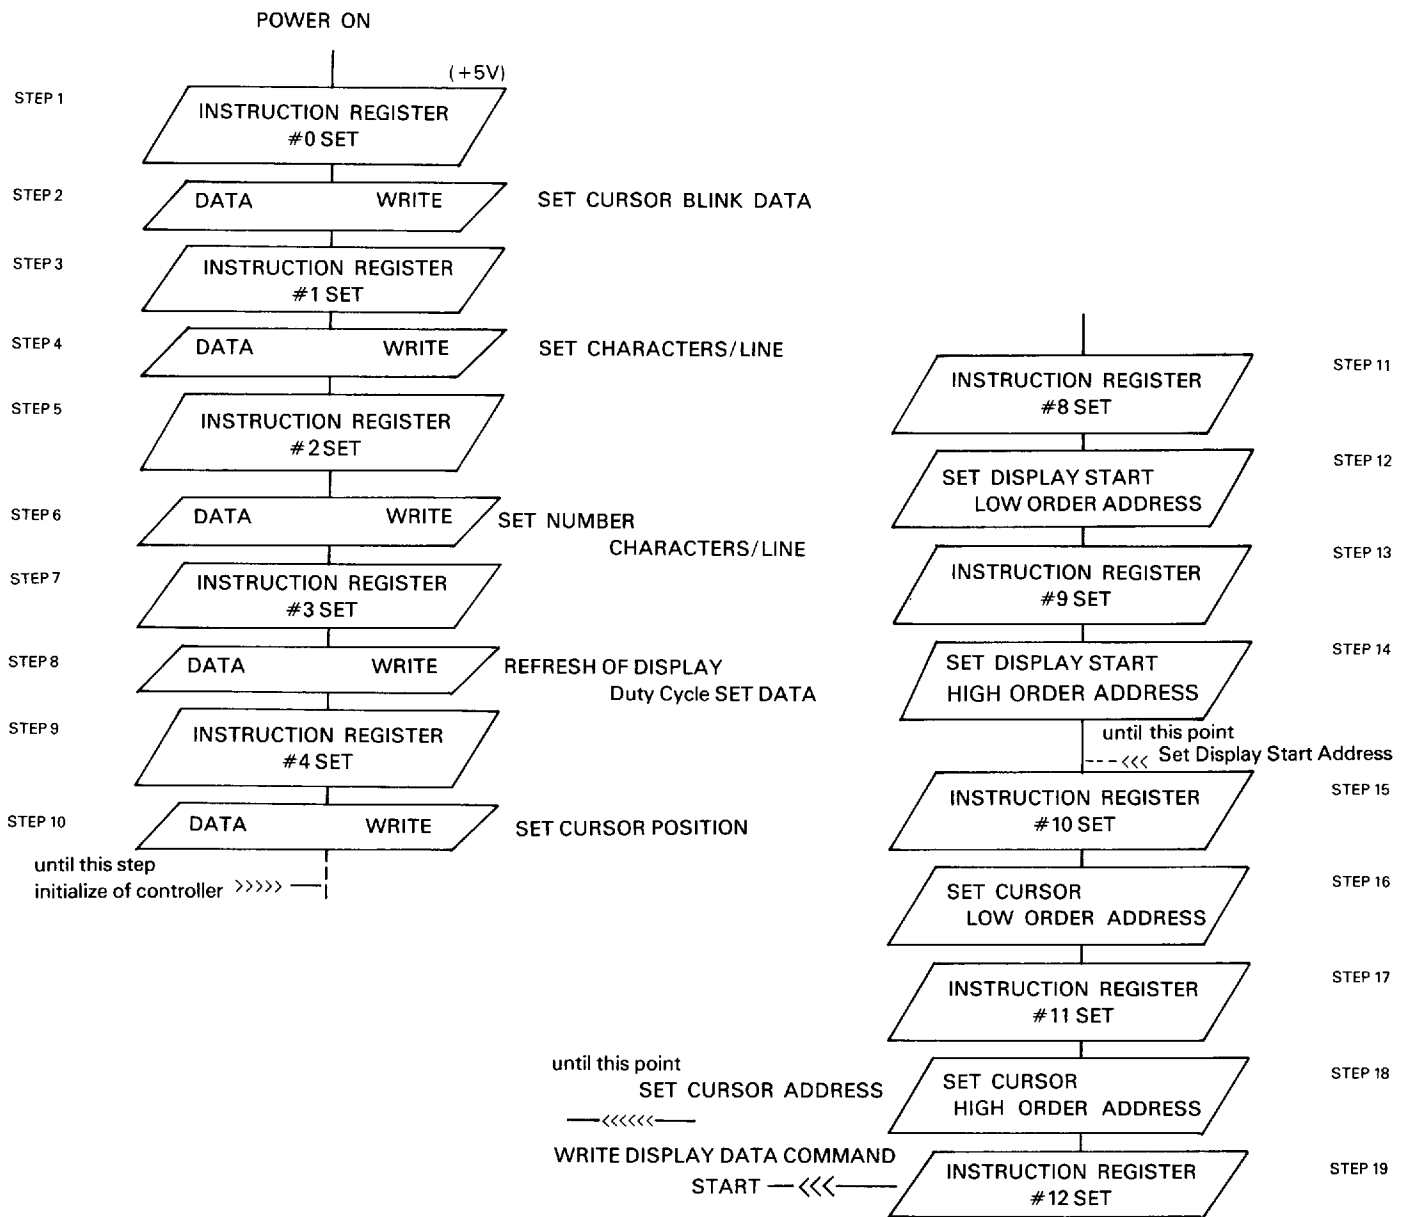 POWER ON
(+5V)
STEP 1
INSTRUCTION REGISTER
#0 SET
STEP 2
DATA WRITE SET CURSOR BLINK DATA
STEP 3
INSTRUCTION REGISTER
#1 SET
STEP 4
DATA WRITE SET CHARACTERS/LINE
STEP 5
INSTRUCTION REGISTER
#2 SET
STEP 6
DATA WRITE SET NUMBER
CHARACTERS/LINE
STEP 7
INSTRUCTION REGISTER
#3 SET
STEP 8
DATA WRITE REFRESH OF DISPLAY
Duty Cycle SET DATA
STEP 9
INSTRUCTION REGISTER
#4 SET
STEP 10
DATA WRITE SET CURSOR POSITION
until this step
initialize of controller >>>>>
STEP 11
INSTRUCTION REGISTER
#8 SET
STEP 12
SET DISPLAY START
LOW ORDER ADDRESS
STEP 13
INSTRUCTION REGISTER
#9 SET
STEP 14
SET DISPLAY START
HIGH ORDER ADDRESS
until this point
---<<< Set Display Start Address
STEP 15
INSTRUCTION REGISTER
#10 SET
STEP 16
SET CURSOR
LOW ORDER ADDRESS
STEP 17
INSTRUCTION REGISTER
#11 SET
until this point
SET CURSOR ADDRESS
<<<<<<
STEP 18
SET CURSOR
HIGH ORDER ADDRESS
WRITE DISPLAY DATA COMMAND
START <<<
STEP 19
INSTRUCTION REGISTER
#12 SET